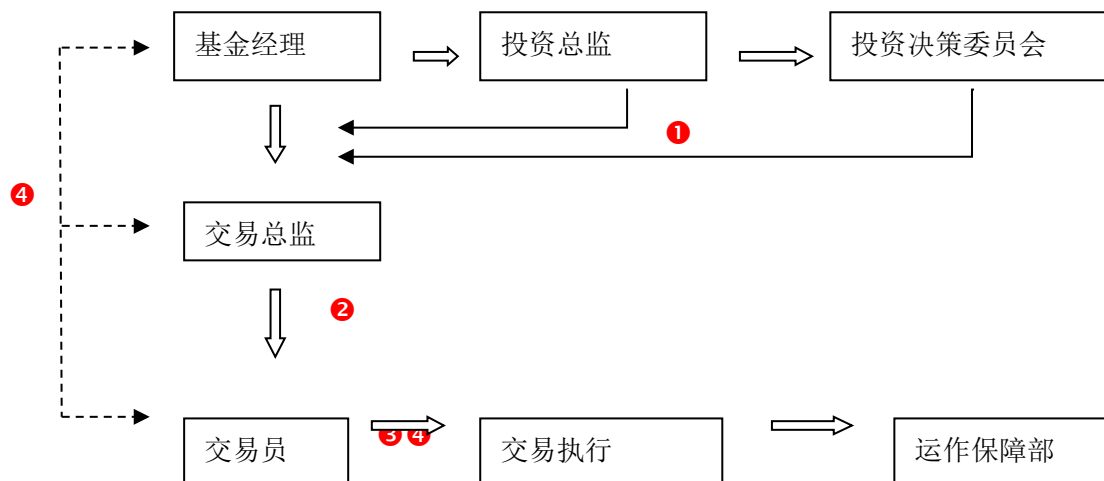 基金经理
投资总监
投资决策委员会
❶
❹
交易总监
❷
交易员
❸❹
交易执行
运作保障部